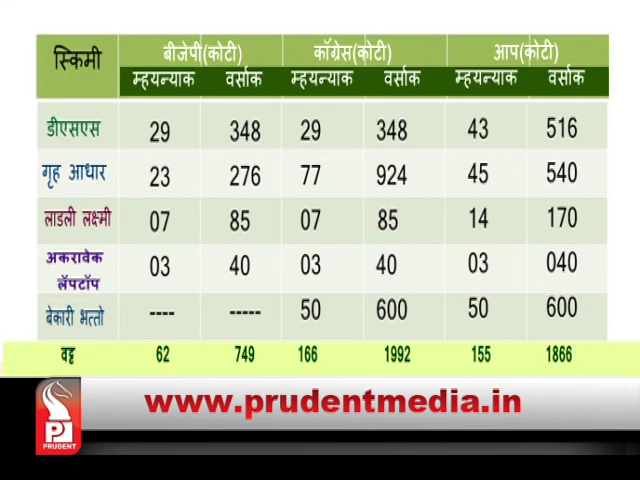 स्किमी बीजेपी(कोटी) कॉग्रेस(कोटी) आप(कोटी)
म्हयन्याक वर्साक म्हयन्याक वर्साक म्हयन्याक वर्साक
डीएसएस 29 348 29 348 43 516
गृह आधार 23 276 77 924 45 540
लाडली लक्ष्मी 07 85 07 85 14 170
अकरावेक लॅपटॉप 03 40 03 40 03 040
बेकारी भत्तो ---- ----- 50 600 50 600
वट्ट 62 749 166 1992 155 1866
www.prudentmedia.in
P
PRUDENT